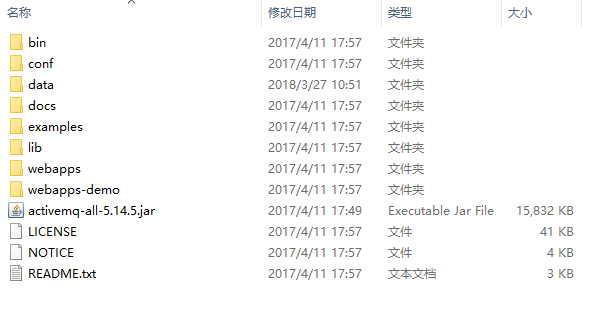 名称 修改日期 类型 大小
bin 2017/4/11 17:57 文件夹
conf 2017/4/11 17:57 文件夹
data 2018/3/27 10:51 文件夹
docs 2017/4/11 17:57 文件夹
examples 2017/4/11 17:57 文件夹
lib 2017/4/11 17:57 文件夹
webapps 2017/4/11 17:57 文件夹
webapps-demo 2017/4/11 17:57 文件夹
activemq-all-5.14.5.jar 2017/4/11 17:49 Executable Jar File 15,832 KB
LICENSE 2017/4/11 17:57 文件 41 KB
NOTICE 2017/4/11 17:57 文件 4 KB
README.txt 2017/4/11 17:57 文本文档 3 KB